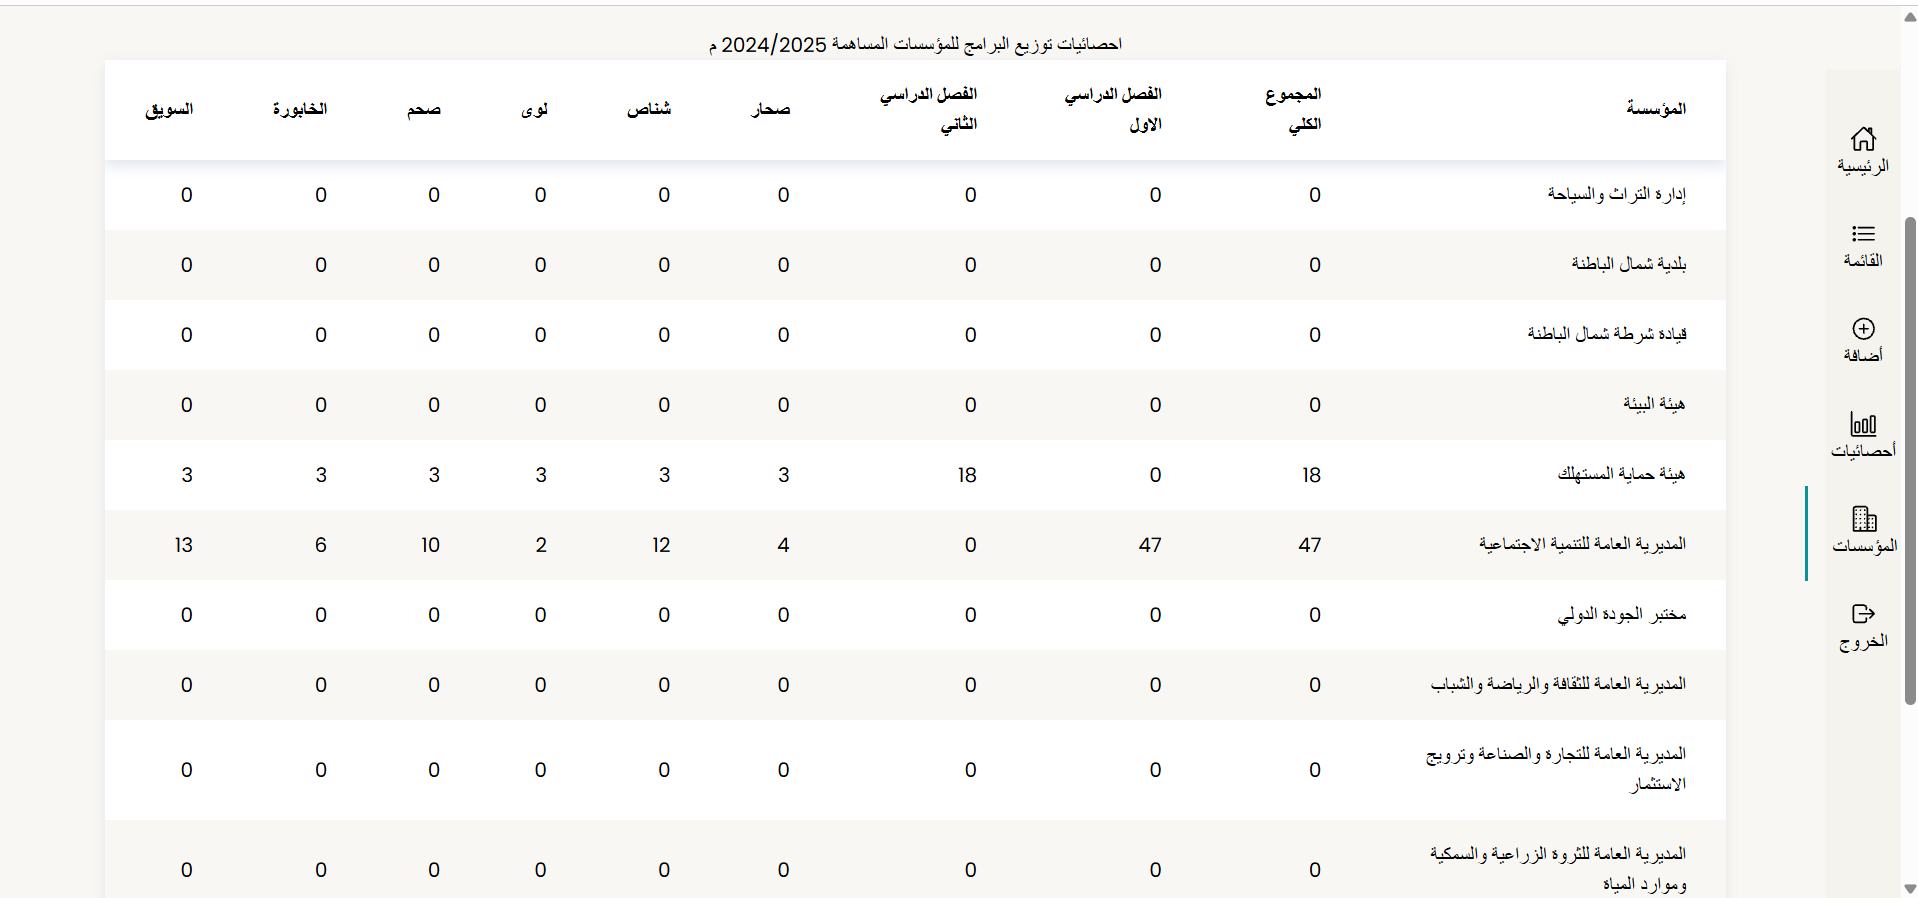 احصائيات توزيع البرامج للمؤسسات المساهمة 2024/2025 م
المؤسسة المجموع الكلي الفصل الدراسي الاول الفصل الدراسي الثاني صحار شناص لوى صحم الخابورة السويق
إدارة التراث والسياحة 0 0 0 0 0 0 0 0 0
بلدية شمال الباطنة 0 0 0 0 0 0 0 0 0
قيادة شرطة شمال الباطنة 0 0 0 0 0 0 0 0 0
هيئة البيئة 0 0 0 0 0 0 0 0 0
هيئة حماية المستهلك 18 0 18 3 3 3 3 3 3
المديرية العامة للتنمية الاجتماعية 47 47 0 4 12 2 10 6 13
مختبر الجودة الدولي 0 0 0 0 0 0 0 0 0
المديرية العامة للثقافة والرياضة والشباب 0 0 0 0 0 0 0 0 0
المديرية العامة للتجارة والصناعة وترويج
الاستثمار 0 0 0 0 0 0 0 0 0
المديرية العامة للثروة الزراعية والسمكية
وموارد المياة 0 0 0 0 0 0 0 0 0
الرئيسية
القائمة
أضافة
أحصائيات
المؤسسات
الخروج